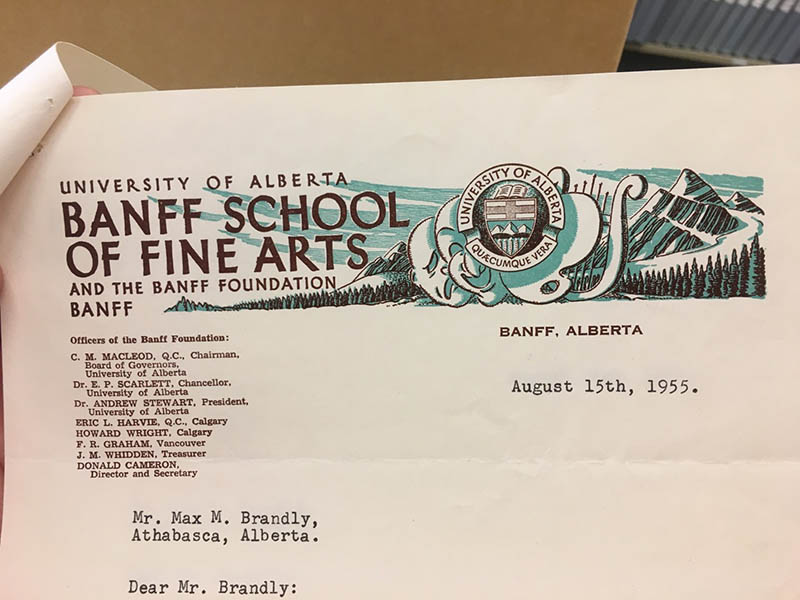 UNIVERSITY OF ALBERTA
BANFF SCHOOL
OF FINE ARTS
AND THE BANFF FOUNDATION
BANFF
UNIVERSITY OF ALBERTA
QUÆCUMQUE VERA
BANFF, ALBERTA
Officers of the Banff Foundation:
C. M. MACLEOD, Q.C., Chairman,
Board of Governors,
University of Alberta
Dr. E. P. SCARLETT, Chancellor,
University of Alberta
Dr. ANDREW STEWART, President,
University of Alberta
ERIC L. HARVIE, Q.C., Calgary
HOWARD WRIGHT, Calgary
F. R. GRAHAM, Vancouver
J. M. WHIDDEN, Treasurer
DONALD CAMERON,
Director and Secretary
August 15th, 1955.
Mr. Max M. Brandly,
Athabasca, Alberta.
Dear Mr. Brandly: